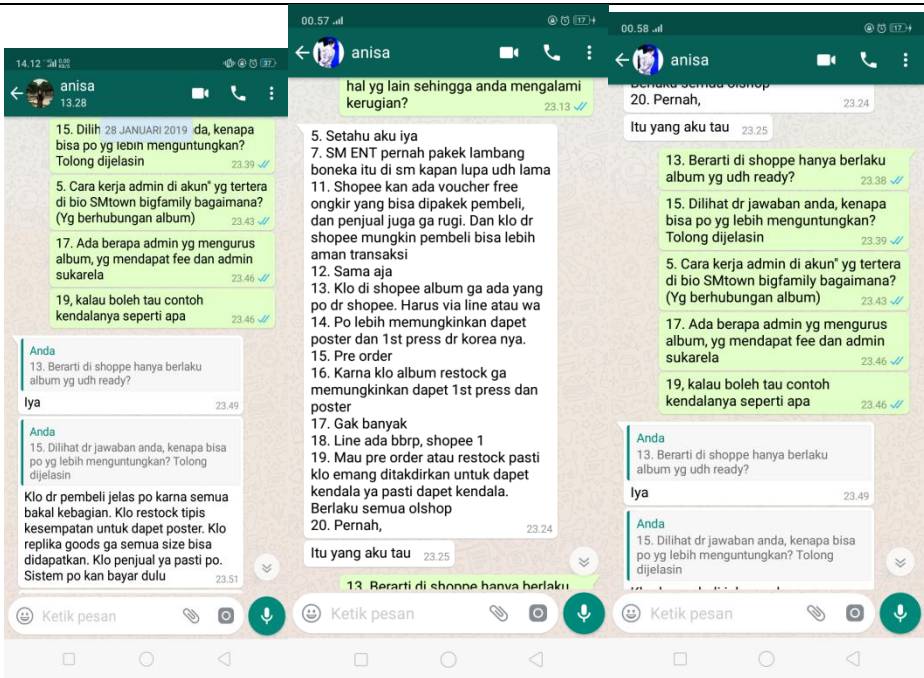 14.12
37
anisa
13.28
28 JANUARI 2019
15. Dilih da, kenapa
bisa po yg lebih menguntungkan?
Tolong dijelasin
23.39
5. Cara kerja admin di akun" yg tertera
di bio SMtown bigfamily bagaimana?
(Yg berhubungan album)
23.43
17. Ada berapa admin yg mengurus
album, yg mendapat fee dan admin
sukarela
23.46
19, kalau boleh tau contoh
kendalanya seperti apa
23.46
Anda
13. Berarti di shoppe hanya berlaku
album yg udh ready?
Iya
23.49
Anda
15. Dilihat dr jawaban anda, kenapa bisa
po yg lebih menguntungkan? Tolong
dijelasin
Klo dr pembeli jelas po karna semua
bakal kebagian. Klo restock tipis
kesempatan untuk dapet poster. Klo
replika goods ga semua size bisa
didapatkan. Klo penjual ya pasti po.
Sistem po kan bayar dulu
23.51
Ketik pesan
00.57
17
anisa
hal yg lain sehingga anda mengalami
kerugian?
23.13
5. Setahu aku iya
7. SM ENT pernah pakek lambang
boneka itu di sm kapan lupa udh lama
11. Shopee kan ada voucher free
ongkir yang bisa dipakek pembeli,
dan penjual juga ga rugi. Dan klo dr
shopee mungkin pembeli bisa lebih
aman transaksi
12. Sama aja
13. Klo di shopee album ga ada yang
po dr shopee. Harus via line atau wa
14. Po lebih memungkinkan dapet
poster dan 1st press dr korea nya.
15. Pre order
16. Karna klo album restock ga
memungkinkan dapet 1st press dan
poster
17. Gak banyak
18. Line ada bbrp, shopee 1
19. Mau pre order atau restock pasti
klo emang ditakdirkan untuk dapet
kendala ya pasti dapet kendala.
Berlaku semua olshop
20. Pernah,
23.24
Itu yang aku tau
23.25
13. Berarti di shoppe hanya berlaku
Ketik pesan
00.58
17
anisa
Berlaku semua olshop
20. Pernah,
23.24
Itu yang aku tau
23.25
13. Berarti di shoppe hanya berlaku
album yg udh ready?
23.38
15. Dilihat dr jawaban anda, kenapa
bisa po yg lebih menguntungkan?
Tolong dijelasin
23.39
5. Cara kerja admin di akun" yg tertera
di bio SMtown bigfamily bagaimana?
(Yg berhubungan album)
23.43
17. Ada berapa admin yg mengurus
album, yg mendapat fee dan admin
sukarela
23.46
19, kalau boleh tau contoh
kendalanya seperti apa
23.46
Anda
13. Berarti di shoppe hanya berlaku
album yg udh ready?
Iya
23.49
Anda
15. Dilihat dr jawaban anda, kenapa bisa
po yg lebih menguntungkan? Tolong
dijelasin
Ketik pesan